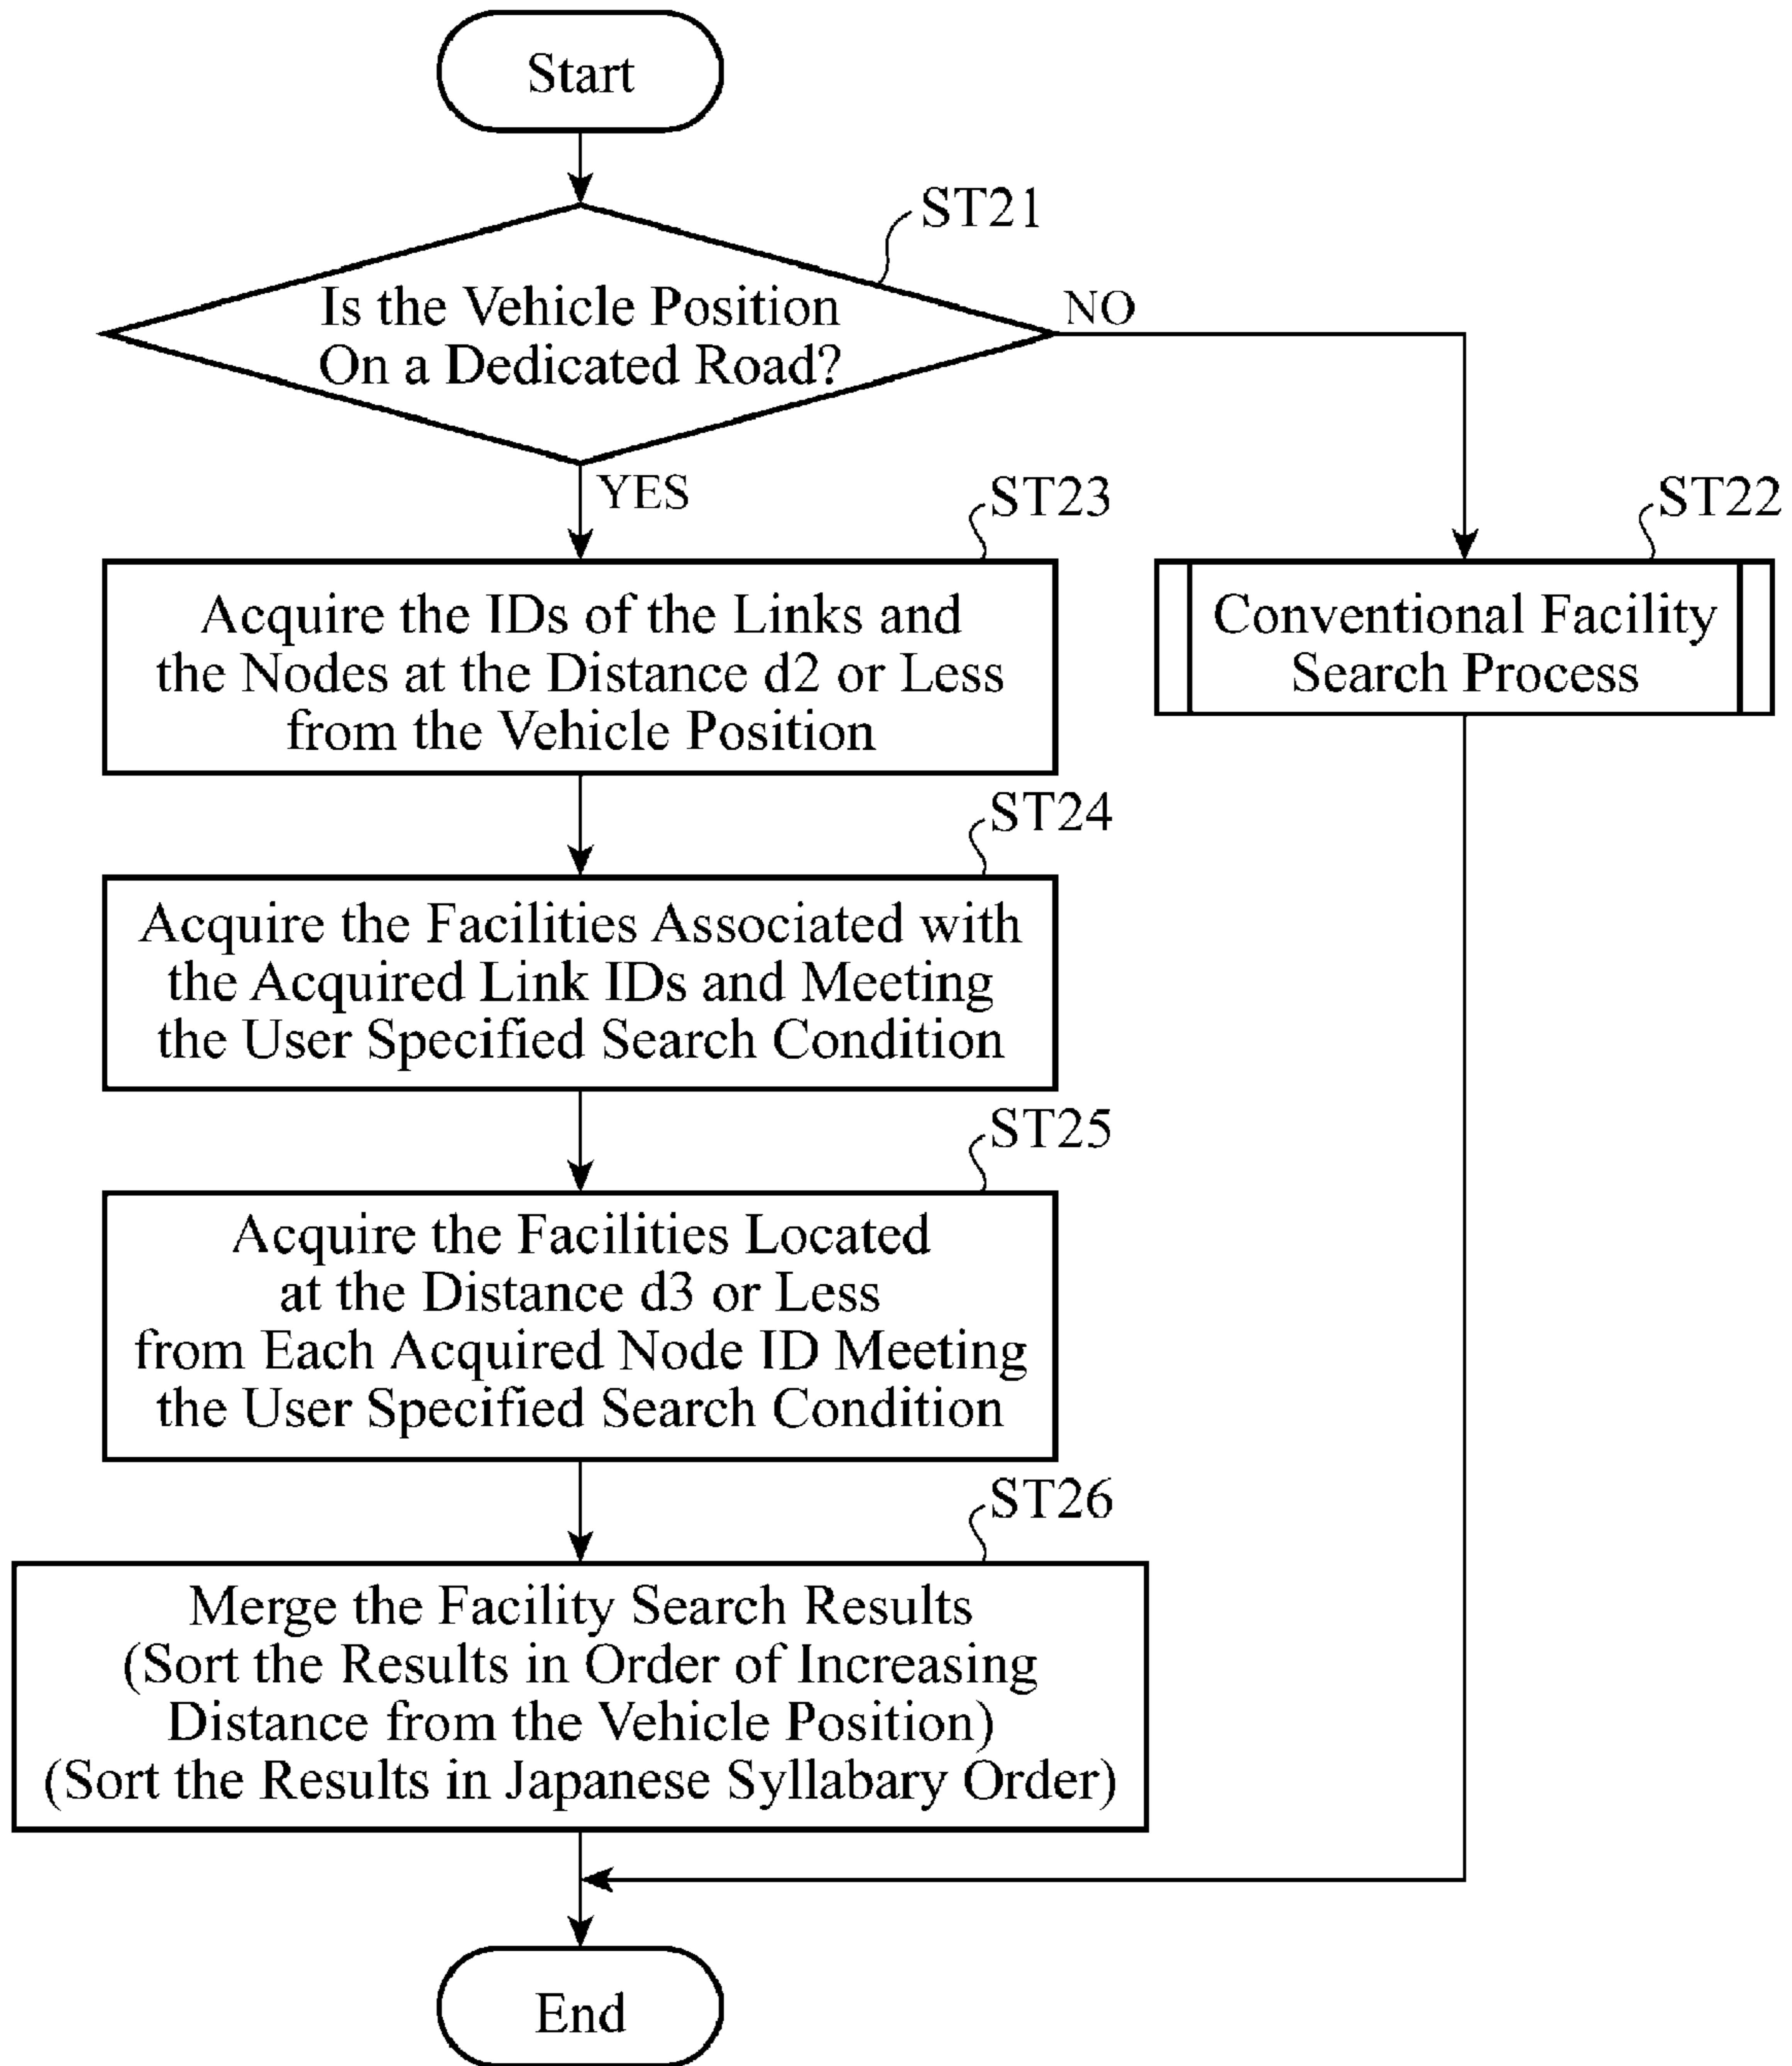 Start
ST21
Is the Vehicle Position
On a Dedicated Road?
NO
YES
ST23
ST22
Acquire the IDs of the Links and
the Nodes at the Distance d2 or Less
from the Vehicle Position
Conventional Facility
Search Process
ST24
Acquire the Facilities Associated with
the Acquired Link IDs and Meeting
the User Specified Search Condition
ST25
Acquire the Facilities Located
at the Distance d3 or Less
from Each Acquired Node ID Meeting
the User Specified Search Condition
ST26
Merge the Facility Search Results
(Sort the Results in Order of Increasing
Distance from the Vehicle Position)
(Sort the Results in Japanese Syllabary Order)
End